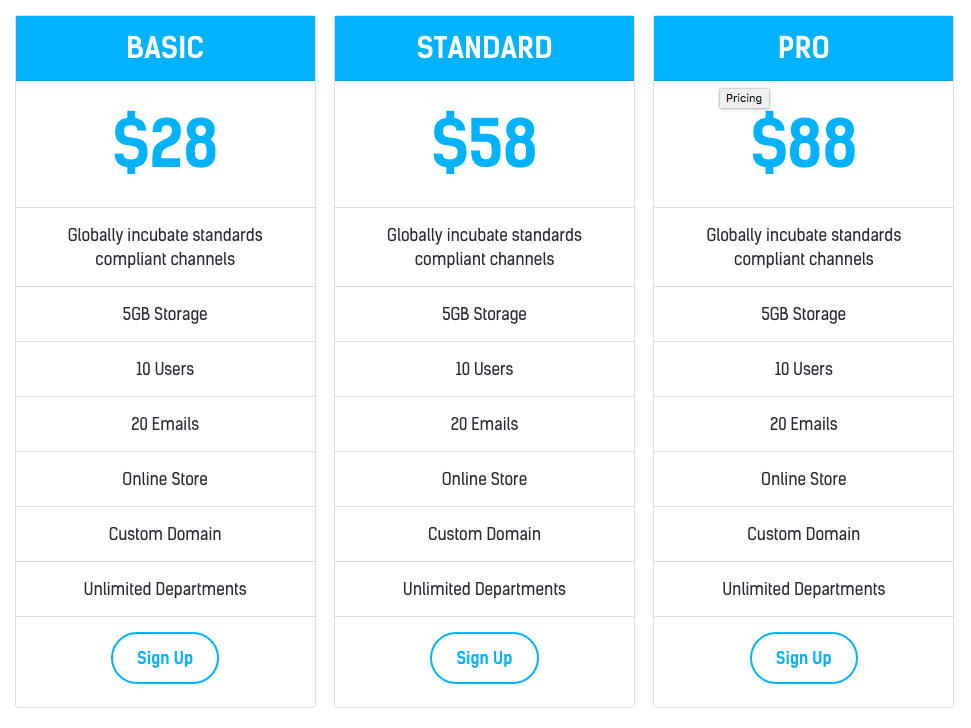 BASIC
$28
Globally incubate standards
compliant channels
5GB Storage
10 Users
20 Emails
Online Store
Custom Domain
Unlimited Departments
Sign Up
STANDARD
$58
Globally incubate standards
compliant channels
5GB Storage
10 Users
20 Emails
Online Store
Custom Domain
Unlimited Departments
Sign Up
PRO
Pricing
$88
Globally incubate standards
compliant channels
5GB Storage
10 Users
20 Emails
Online Store
Custom Domain
Unlimited Departments
Sign Up